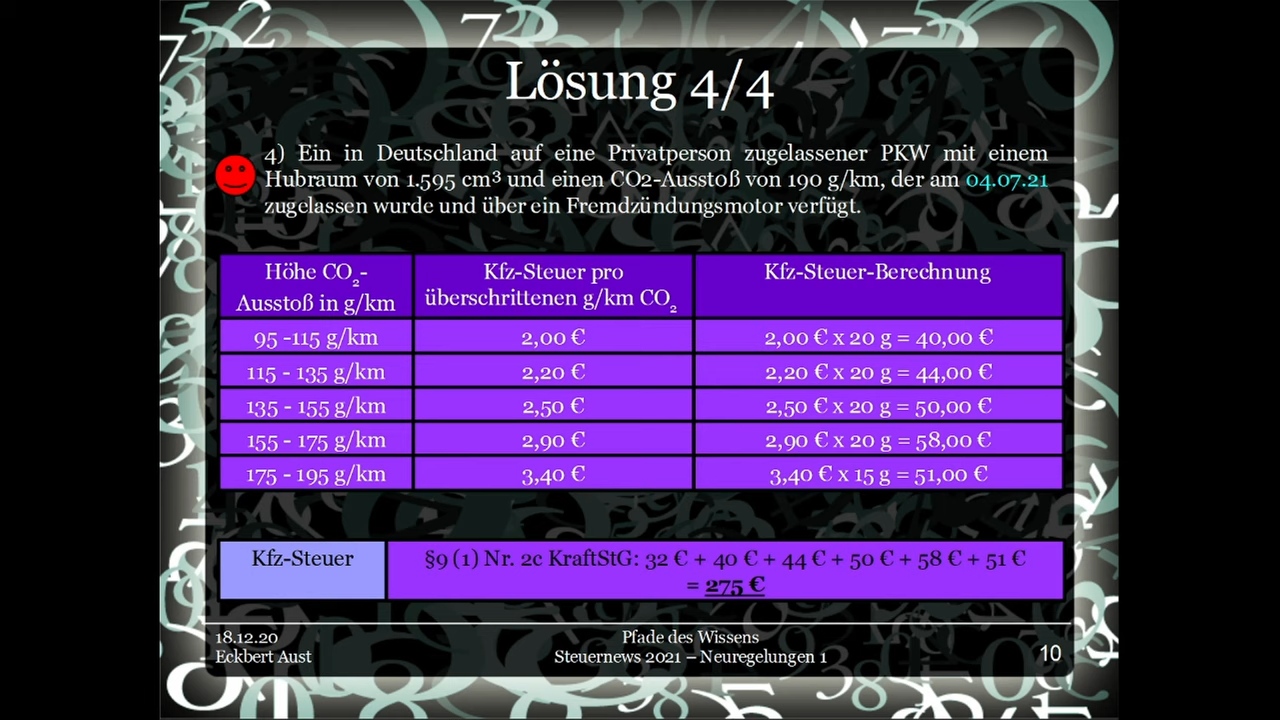 Lösung 4/4
4) Ein in Deutschland auf eine Privatperson zugelassener PKW mit einem
Hubraum von 1.595 cm³ und einen CO2-Ausstoß von 190 g/km, der am 04.07.21
zugelassen wurde und über ein Fremdzündungsmotor verfügt.
Höhe CO₂-
Ausstoß in g/km
Kfz-Steuer pro
überschrittenen g/km CO₂
Kfz-Steuer-Berechnung
95 -115 g/km
2,00 €
2,00 € x 20 g = 40,00 €
115 - 135 g/km
2,20 €
2,20 € x 20 g = 44,00 €
135 - 155 g/km
2,50 €
2,50 € x 20 g = 50,00 €
155 - 175 g/km
2,90 €
2,90 € x 20 g = 58,00 €
175 - 195 g/km
3,40 €
3,40 € x 15 g = 51,00 €
Kfz-Steuer
§9 (1) Nr. 2c KraftStG: 32 € + 40 € + 44 € + 50 € + 58 € + 51 €
= 275 €
18.12.20
Eckbert Aust
Pfade des Wissens
Steuernews 2021 – Neuregelungen 1
10